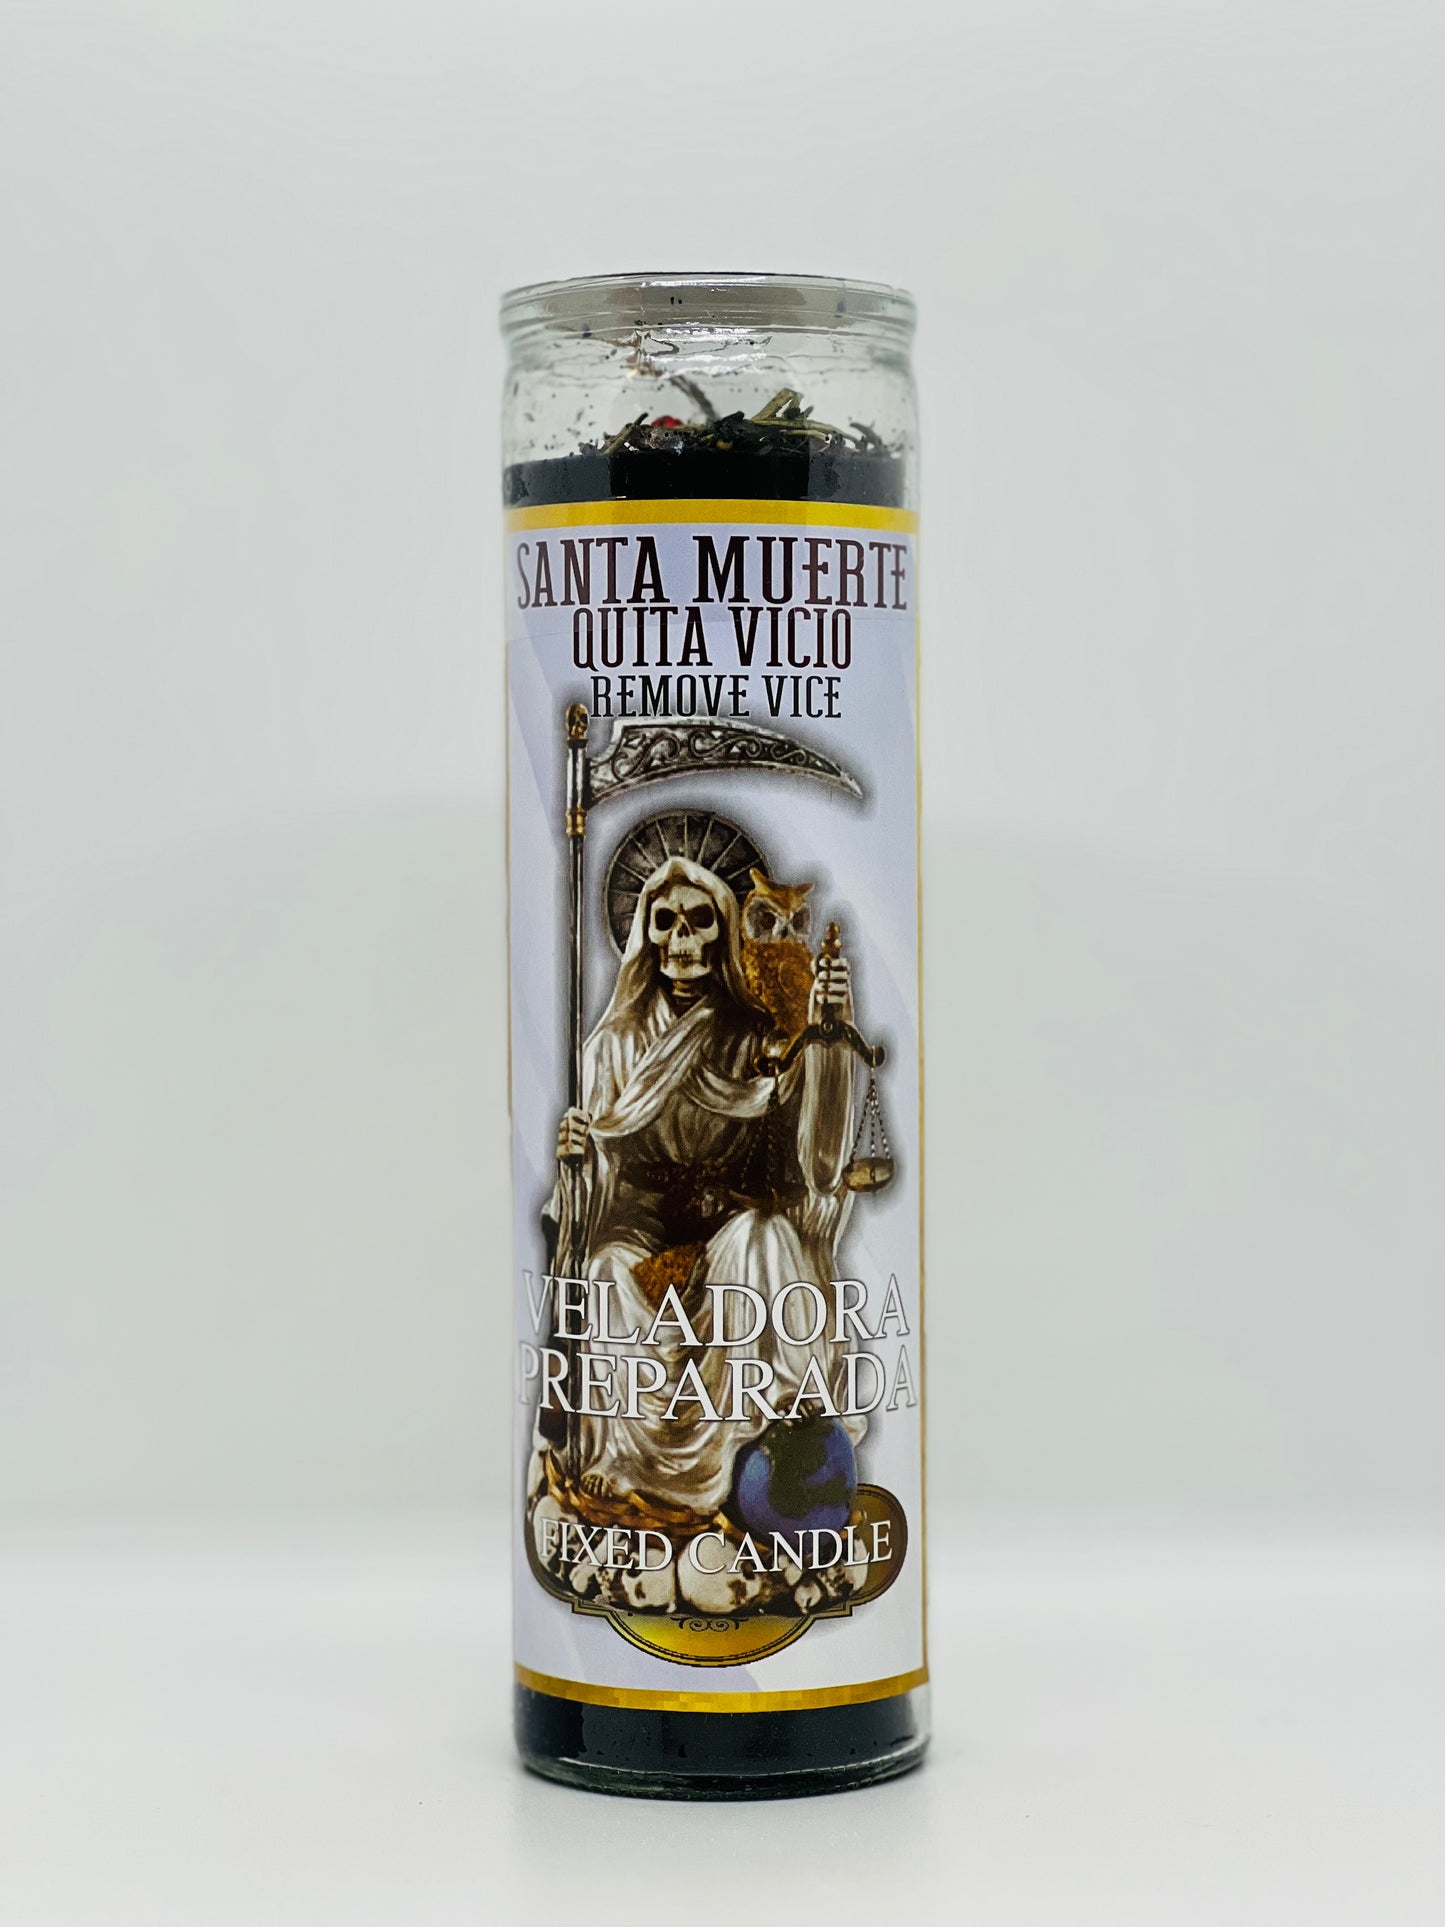 SANTA MUERTE
QUITA VICIO
REMOVE VICE
VELADORA
PREPARADA
FIXED CANDLE